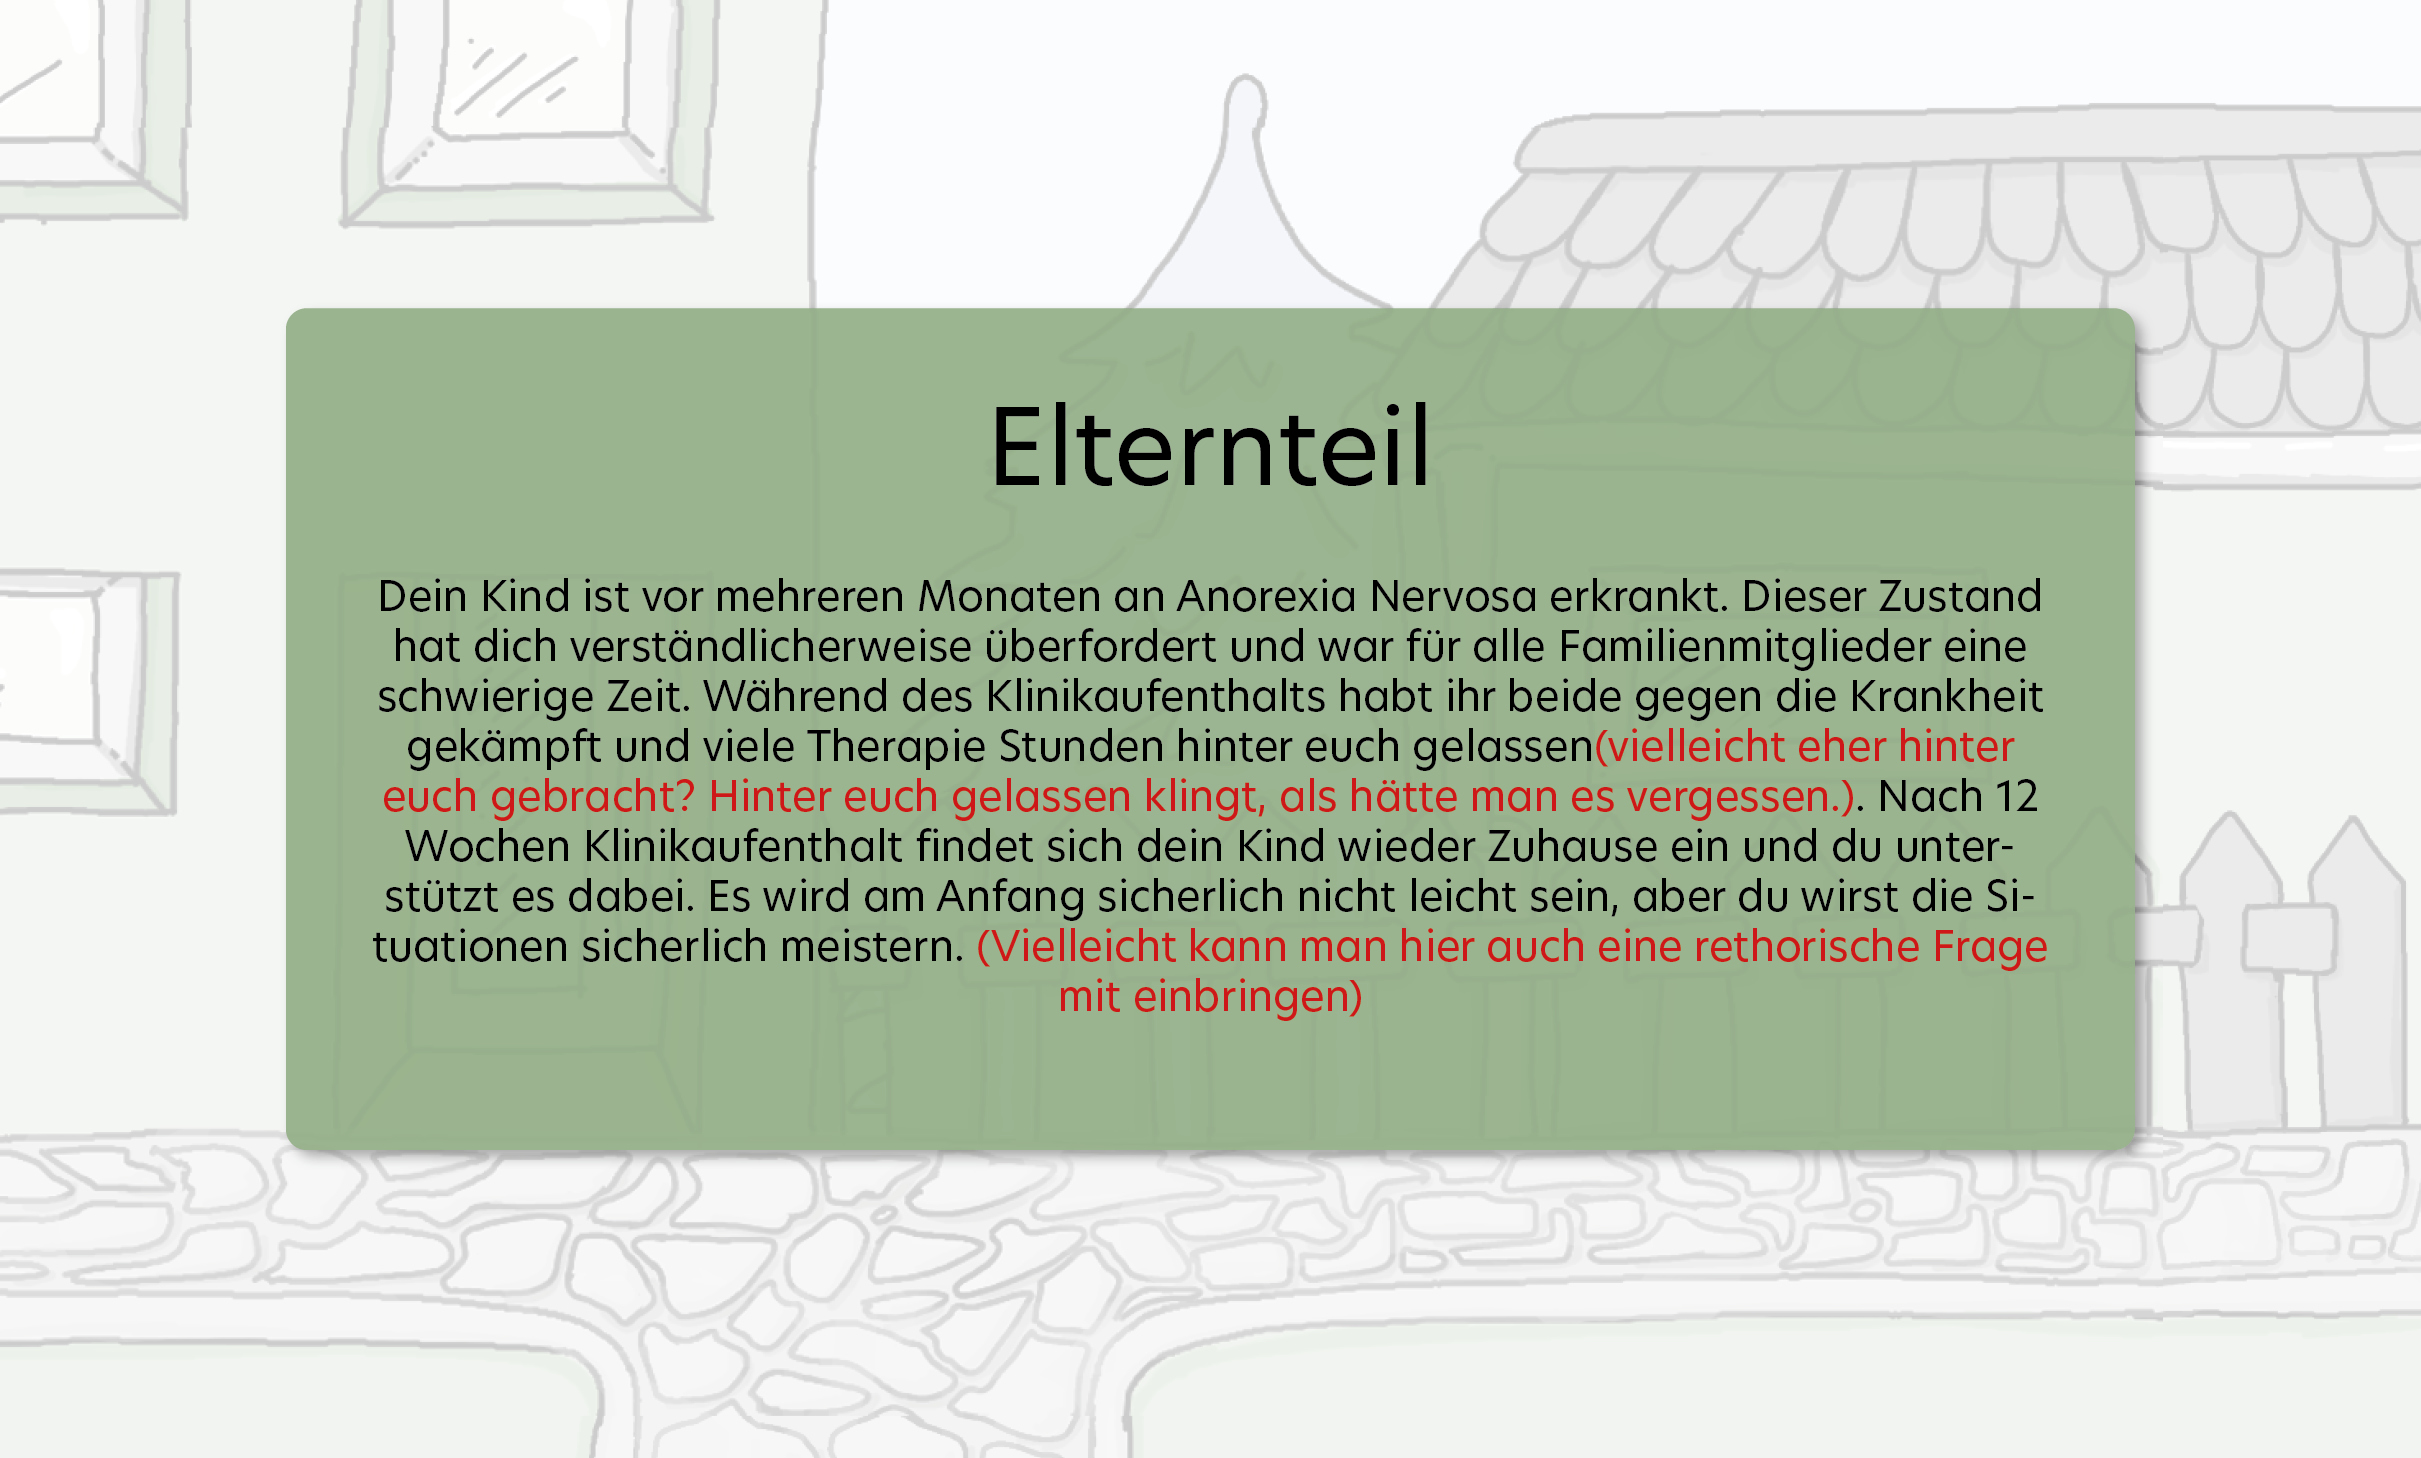 Elternteil
Dein Kind ist vor mehreren Monaten an Anorexia Nervosa erkrankt. Dieser Zustand
hat dich verständlicherweise überfordert und war für alle Familienmitglieder eine
schwierige Zeit. Während des Klinikaufenthalts habt ihr beide gegen die Krankheit
gekämpft und viele Therapie Stunden hinter euch gelassen(vielleicht eher hinter
euch gebracht? Hinter euch gelassen klingt, als hätte man es vergessen.). Nach 12
Wochen Klinikaufenthalt findet sich dein Kind wieder Zuhause ein und du unter-
stützt es dabei. Es wird am Anfang sicherlich nicht leicht sein, aber du wirst die Si-
tuationen sicherlich meistern. (Vielleicht kann man hier auch eine rethorische Frage
mit einbringen)